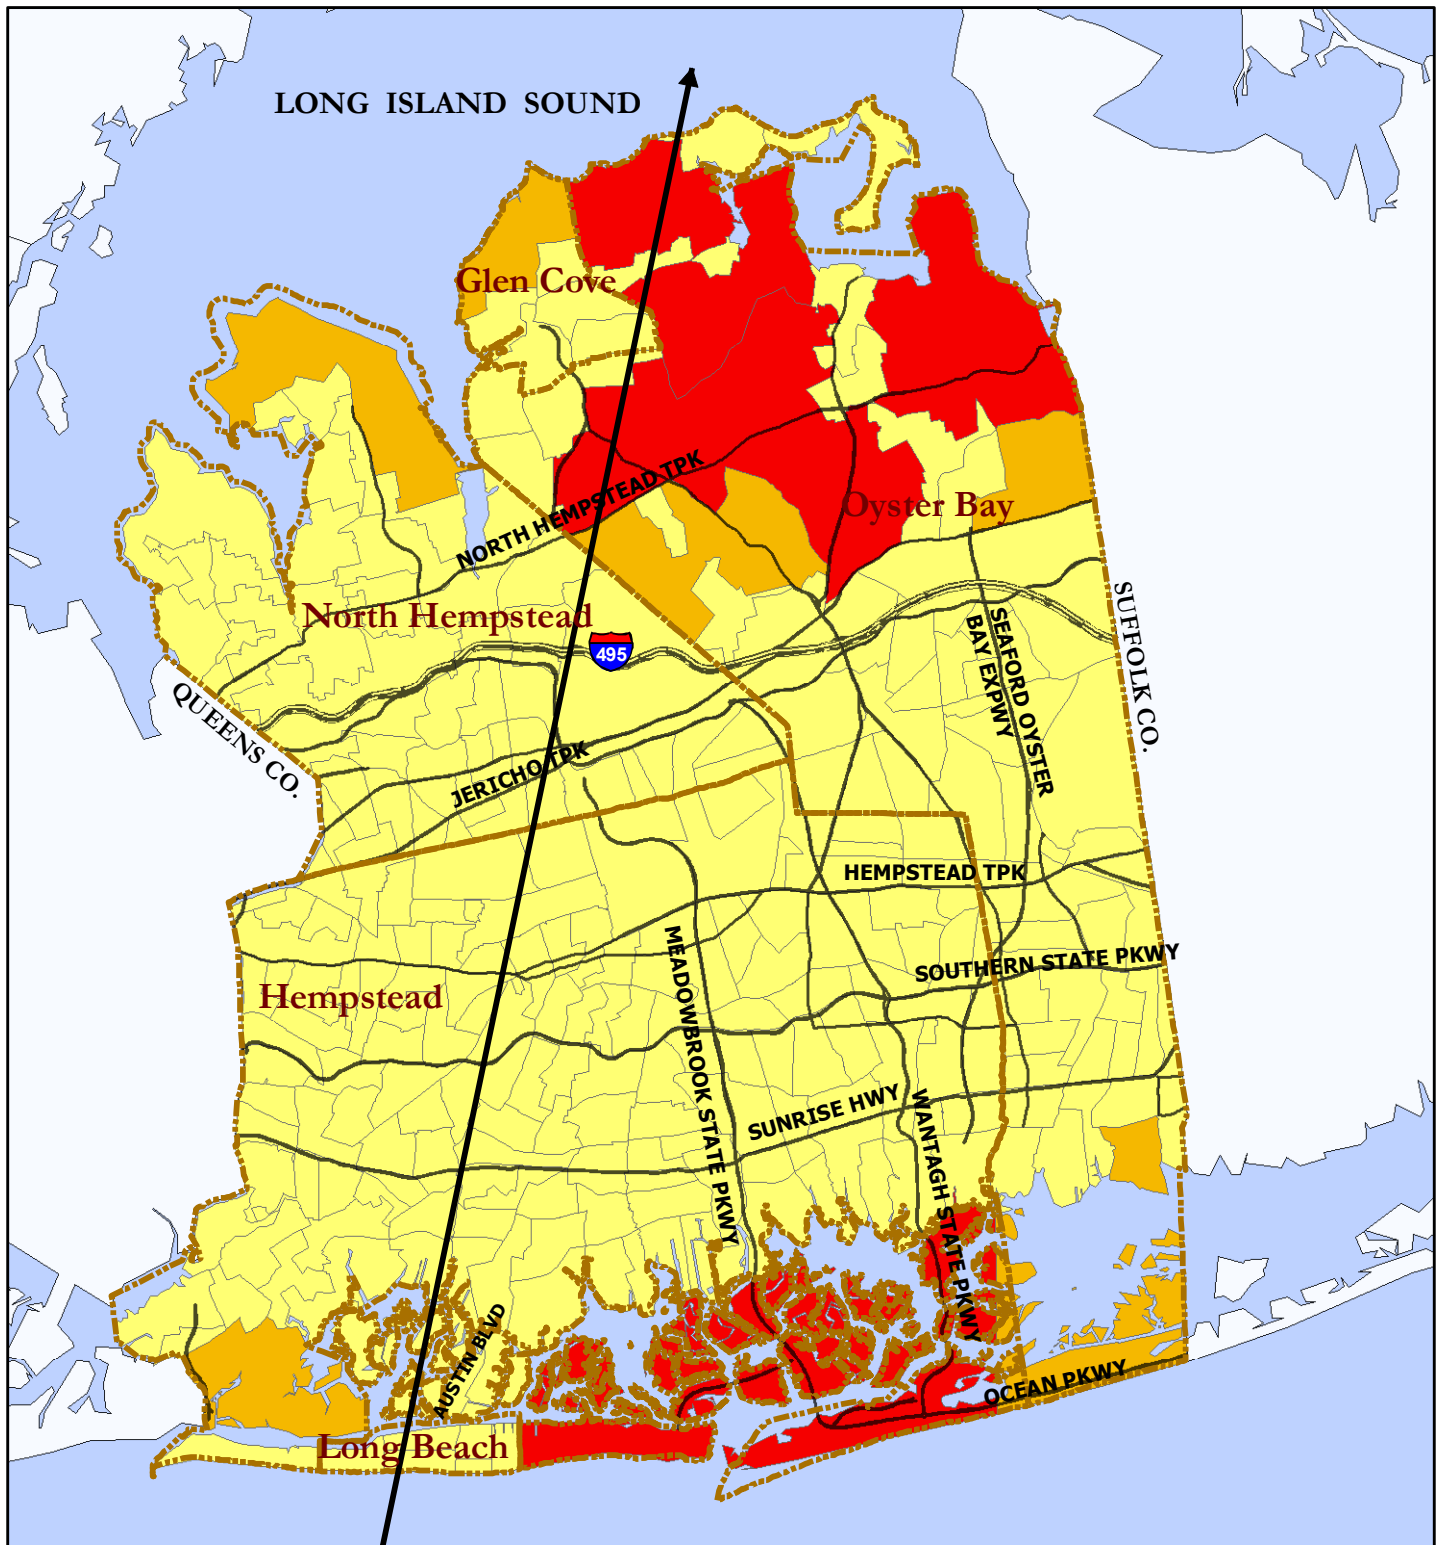 LONG ISLAND SOUND
Glen Cove
NORTH HEMPSTEAD TPK
Oyster Bay
North Hempstead
495
SUFFOLK CO.
SEAFORD OYSTER
BAY EXPWY
QUEENS CO.
JERICHO TPK
HEMPSTEAD TPK
SOUTHERN STATE PKWY
Hempstead
MEADOWBROOK STATE PKWY
SUNRISE HWY
WANTAGH STATE PKWY
AUSTIN BLVD
OCEAN PKWY
Long Beach